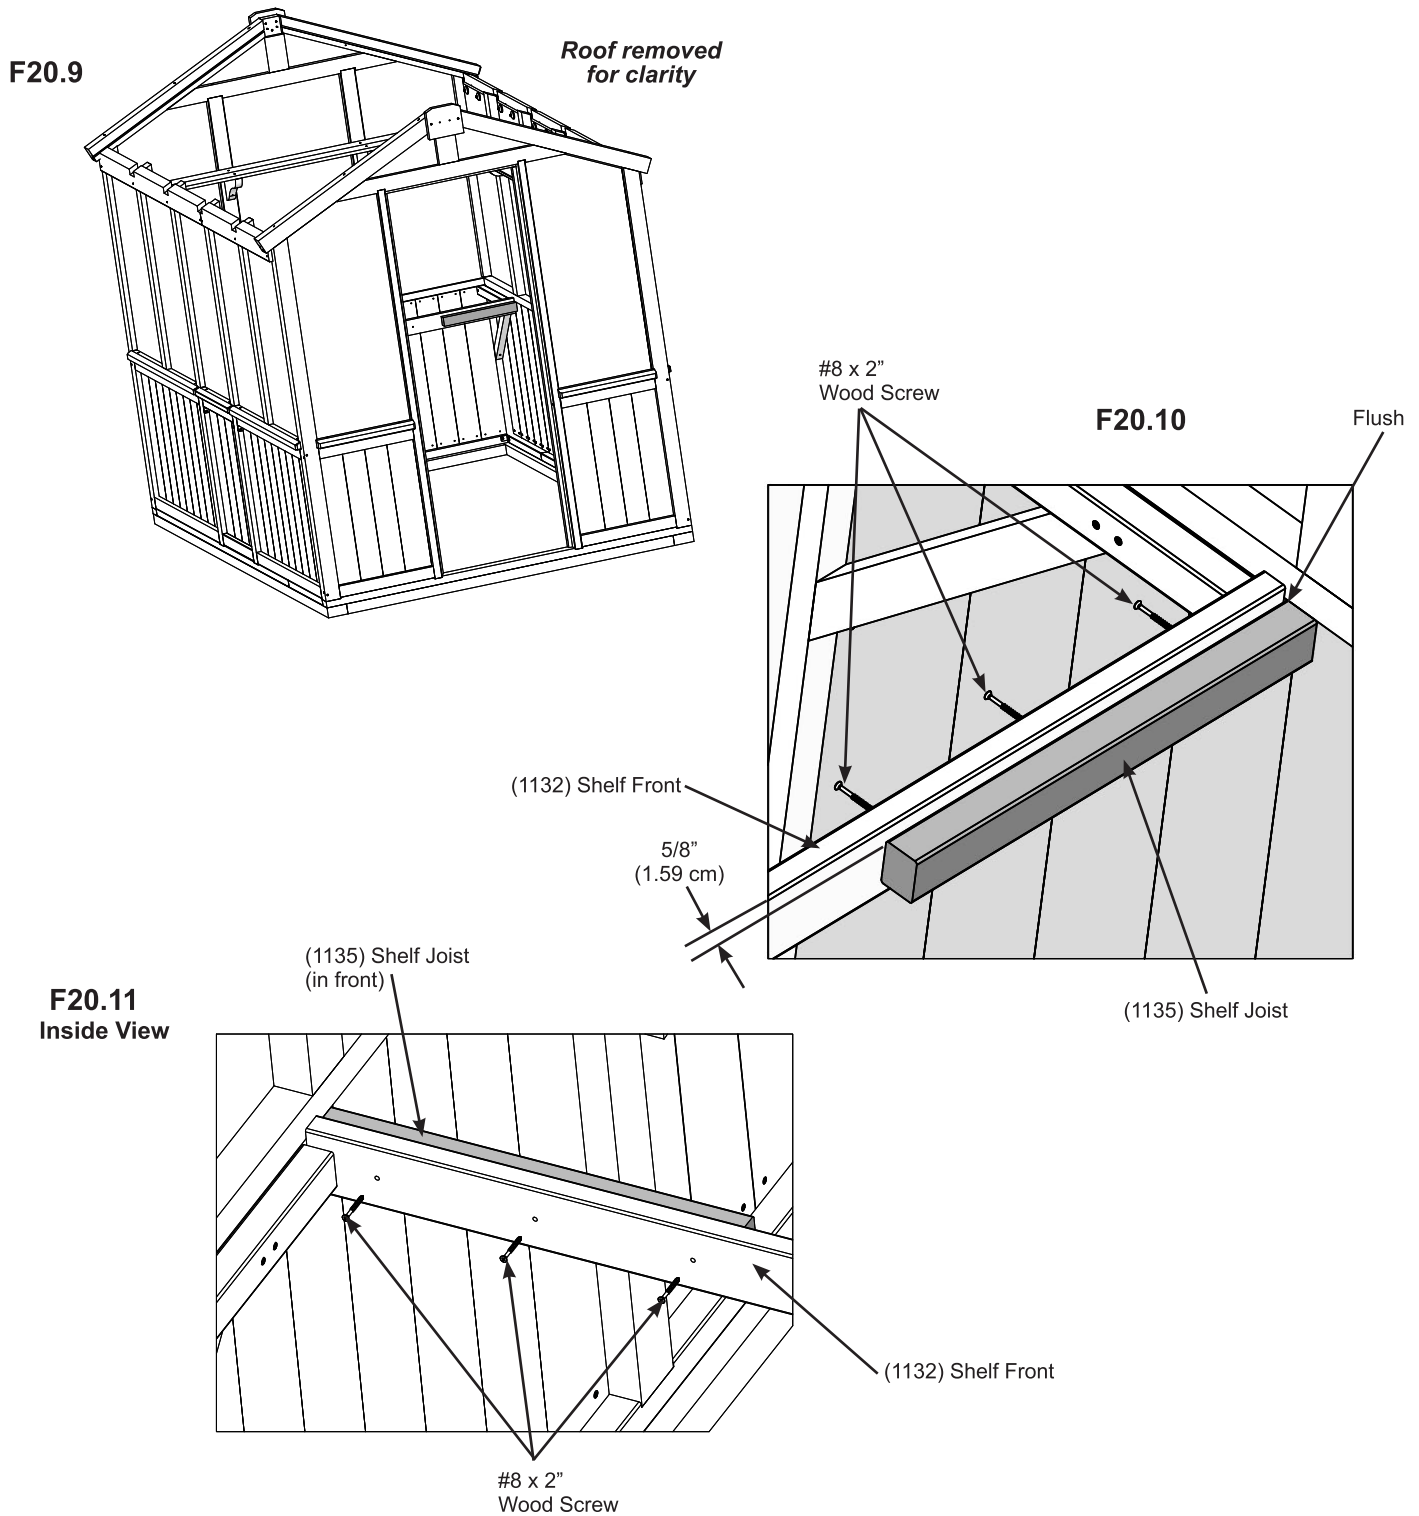 F20.9
Roof removed
for clarity
#8 x 2”
Wood Screw
F20.10
Flush
(1132) Shelf Front
5/8”
(1.59 cm)
(1135) Shelf Joist
(1135) Shelf Joist
(in front)
F20.11
Inside View
(1132) Shelf Front
#8 x 2”
Wood Screw